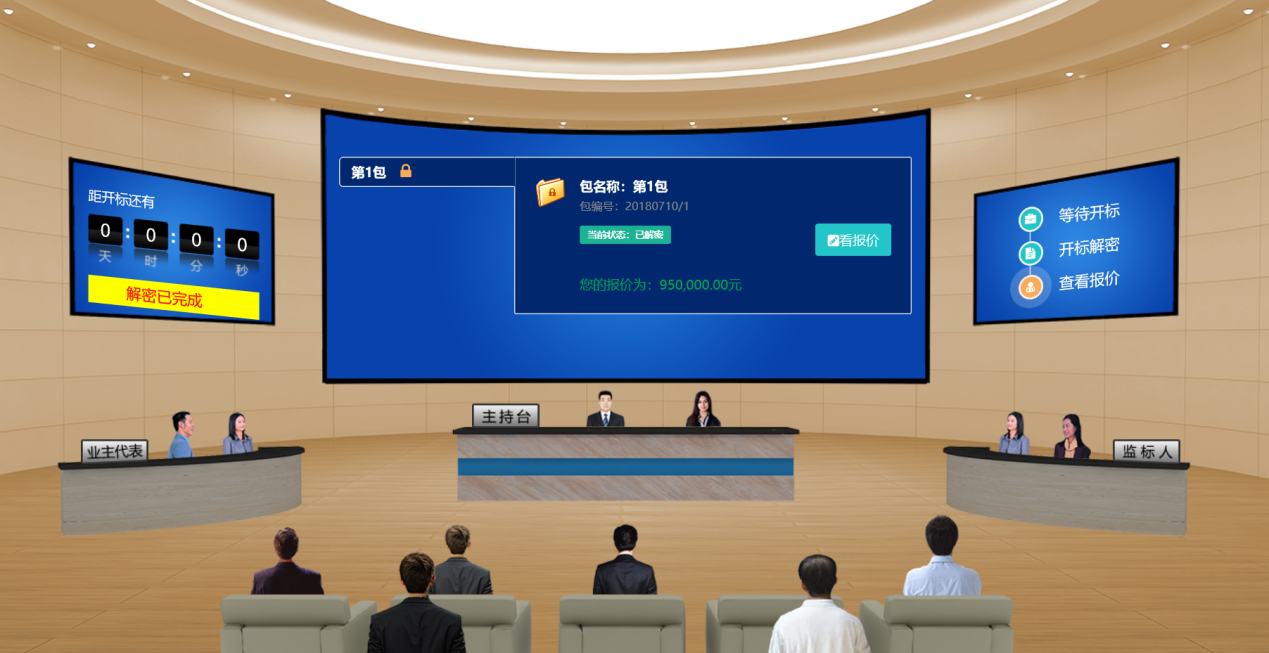 距开标还有
0 : 0 : 0 : 0
天 时 分 秒
解密已完成
第1包
包名称：第1包
包编号：20180710/1
当前状态：已解密
看报价
您的报价为：950,000.00元
等待开标
开标解密
查看报价
主持台
业主代表
监标人